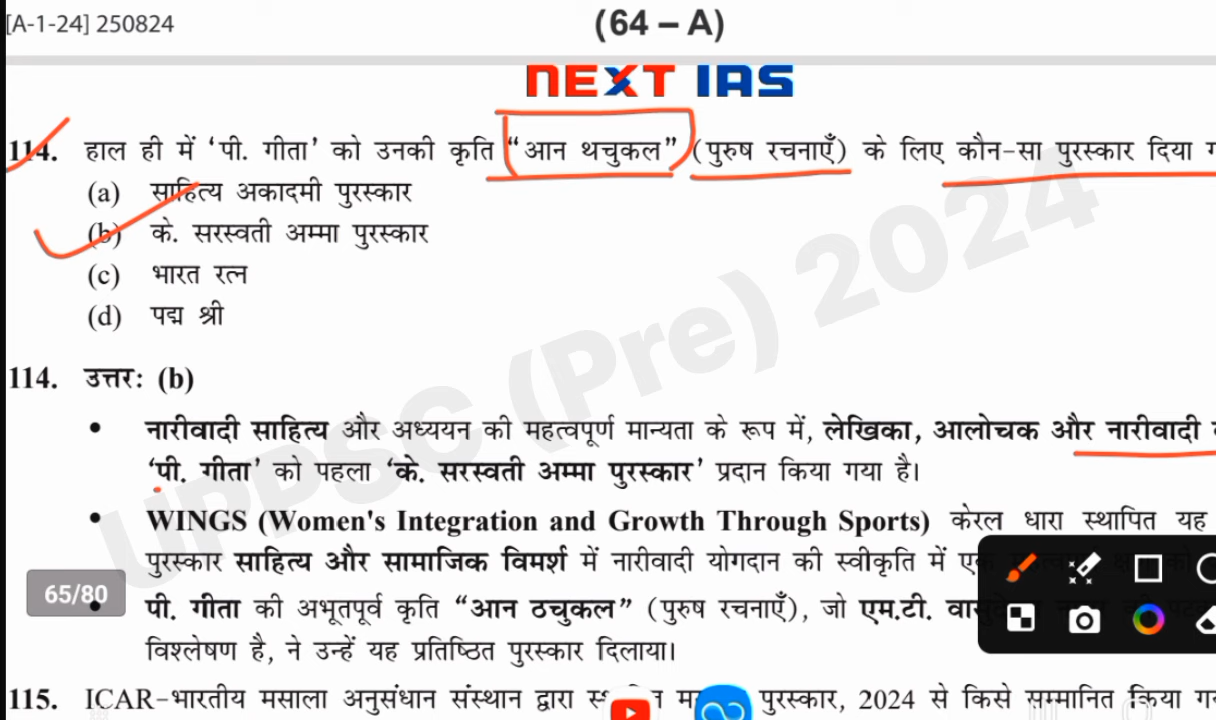 [A-1-24] 250824
(64 – A)
NEXT IAS
114. हाल ही में ‘पी. गीता’ को उनकी कृति “आन थचुकल” (पुरुष रचनाएँ) के लिए कौन-सा पुरस्कार दिया
(a) साहित्य अकादमी पुरस्कार
(b) के. सरस्वती अम्मा पुरस्कार
(c) भारत रत्न
(d) पद्म श्री
UPPSC (Pre) 2024
114. उत्तर: (b)
• नारीवादी साहित्य और अध्ययन की महत्वपूर्ण मान्यता के रूप में, लेखिका, आलोचक और नारीवादी
‘पी. गीता’ को पहला ‘के. सरस्वती अम्मा पुरस्कार’ प्रदान किया गया है।
• WINGS (Women's Integration and Growth Through Sports) केरल धारा स्थापित यह
पुरस्कार साहित्य और सामाजिक विमर्श में नारीवादी योगदान की स्वीकृति में
65/80
पी. गीता की अभूतपूर्व कृति “आन ठचुकल” (पुरुष रचनाएँ), जो एम.टी.
विश्लेषण है, ने उन्हें यह प्रतिष्ठित पुरस्कार दिलाया।
115. ICAR-भारतीय मसाला अनुसंधान संस्थान द्वारा पुरस्कार, 2024 से किसे सम्मानित किया